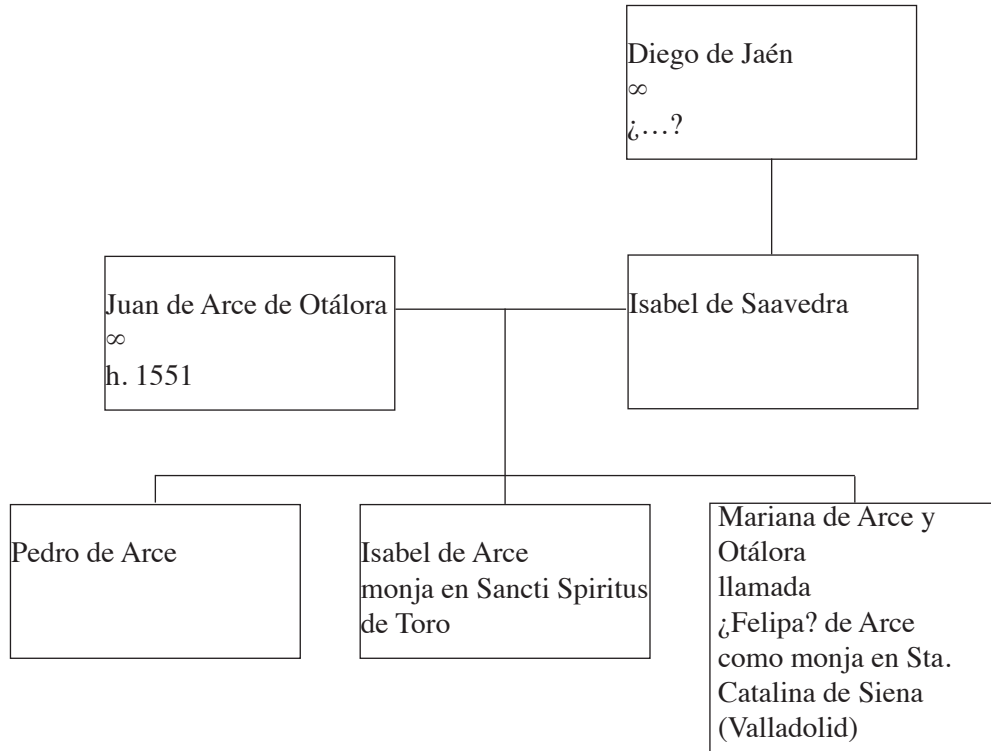 Diego de Jaén
∞
¿...?
Juan de Arce de Otálora
∞
h. 1551
Isabel de Saavedra
Pedro de Arce
Isabel de Arce
monja en Sancti Spiritus
de Toro
Mariana de Arce y
Otálora
llamada
¿Felipa? de Arce
como monja en Sta.
Catalina de Siena
(Valladolid)